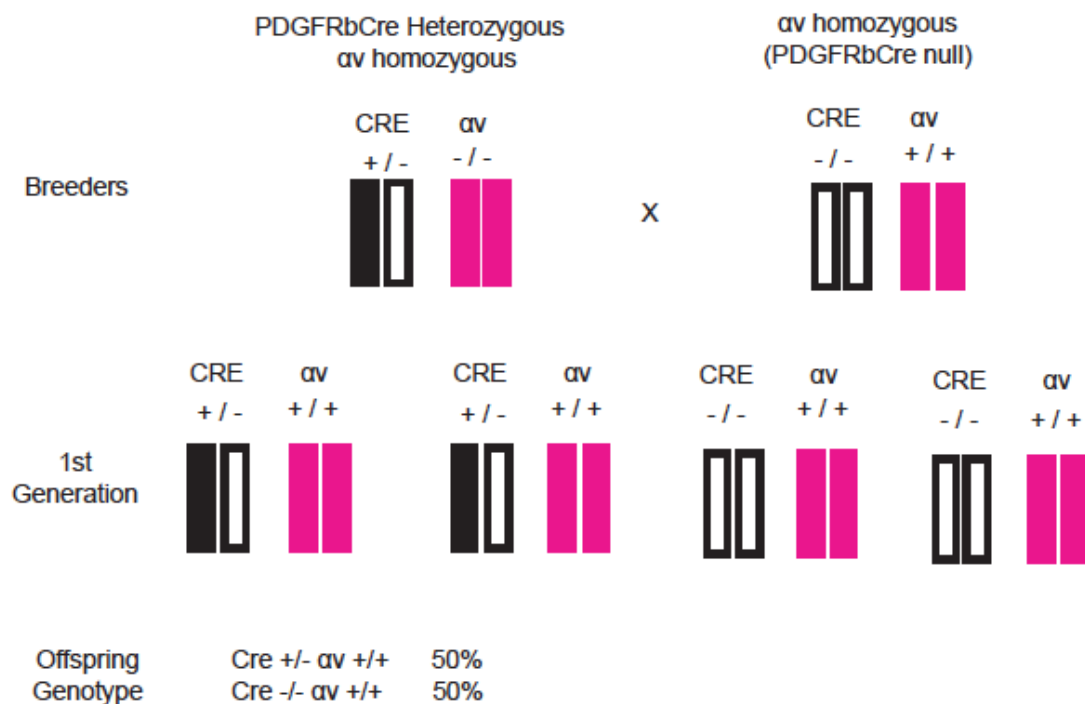 PDGFRbCre Heterozygous
αv homozygous
αv homozygous
(PDGFRbCre null)
CRE αv
+ / - - / -
CRE αv
- / - + / +
Breeders
x
CRE αv
+ / - + / +
CRE αv
+ / - + / +
CRE αv
- / - + / +
CRE αv
- / - + / +
1st
Generation
Offspring Cre +/- αv +/+ 50%
Genotype Cre -/- αv +/+ 50%